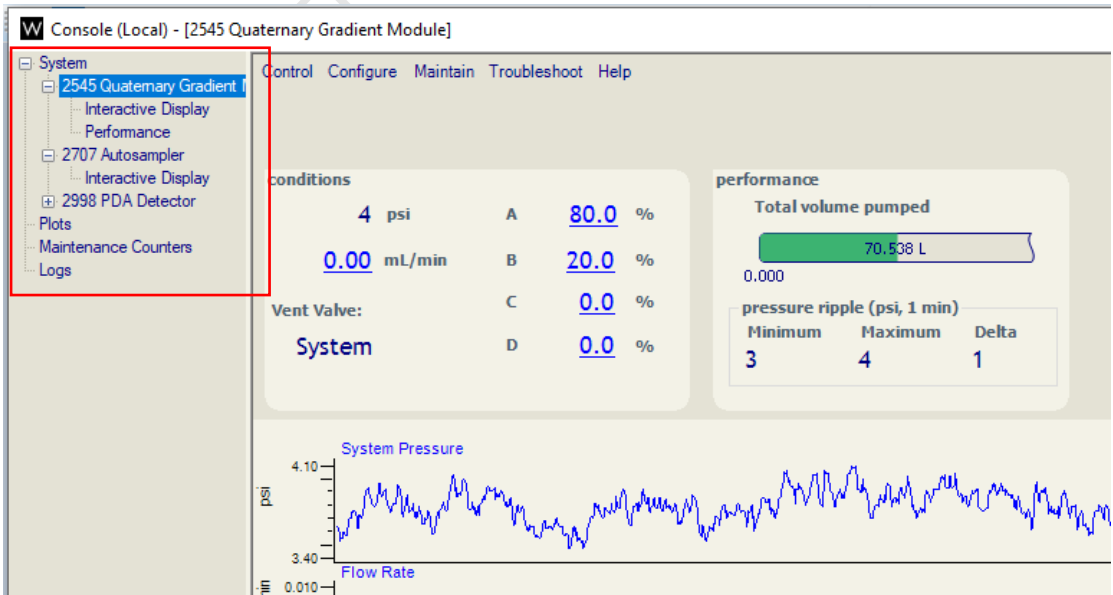 W Console (Local) - [2545 Quaternary Gradient Module]
System
2545 Quaternary Gradient
Interactive Display
Performance
2707 Autosampler
Interactive Display
2998 PDA Detector
Plots
Maintenance Counters
Logs
Control Configure Maintain Troubleshoot Help
conditions
4 psi A 80.0 %
0.00 mL/min B 20.0 %
Vent Valve: C 0.0 %
System D 0.0 %
performance
Total volume pumped
70.538 L
0.000
pressure ripple (psi, 1 min)
Minimum Maximum Delta
3 4 1
System Pressure
4.10
psi
3.40
Flow Rate
0.010